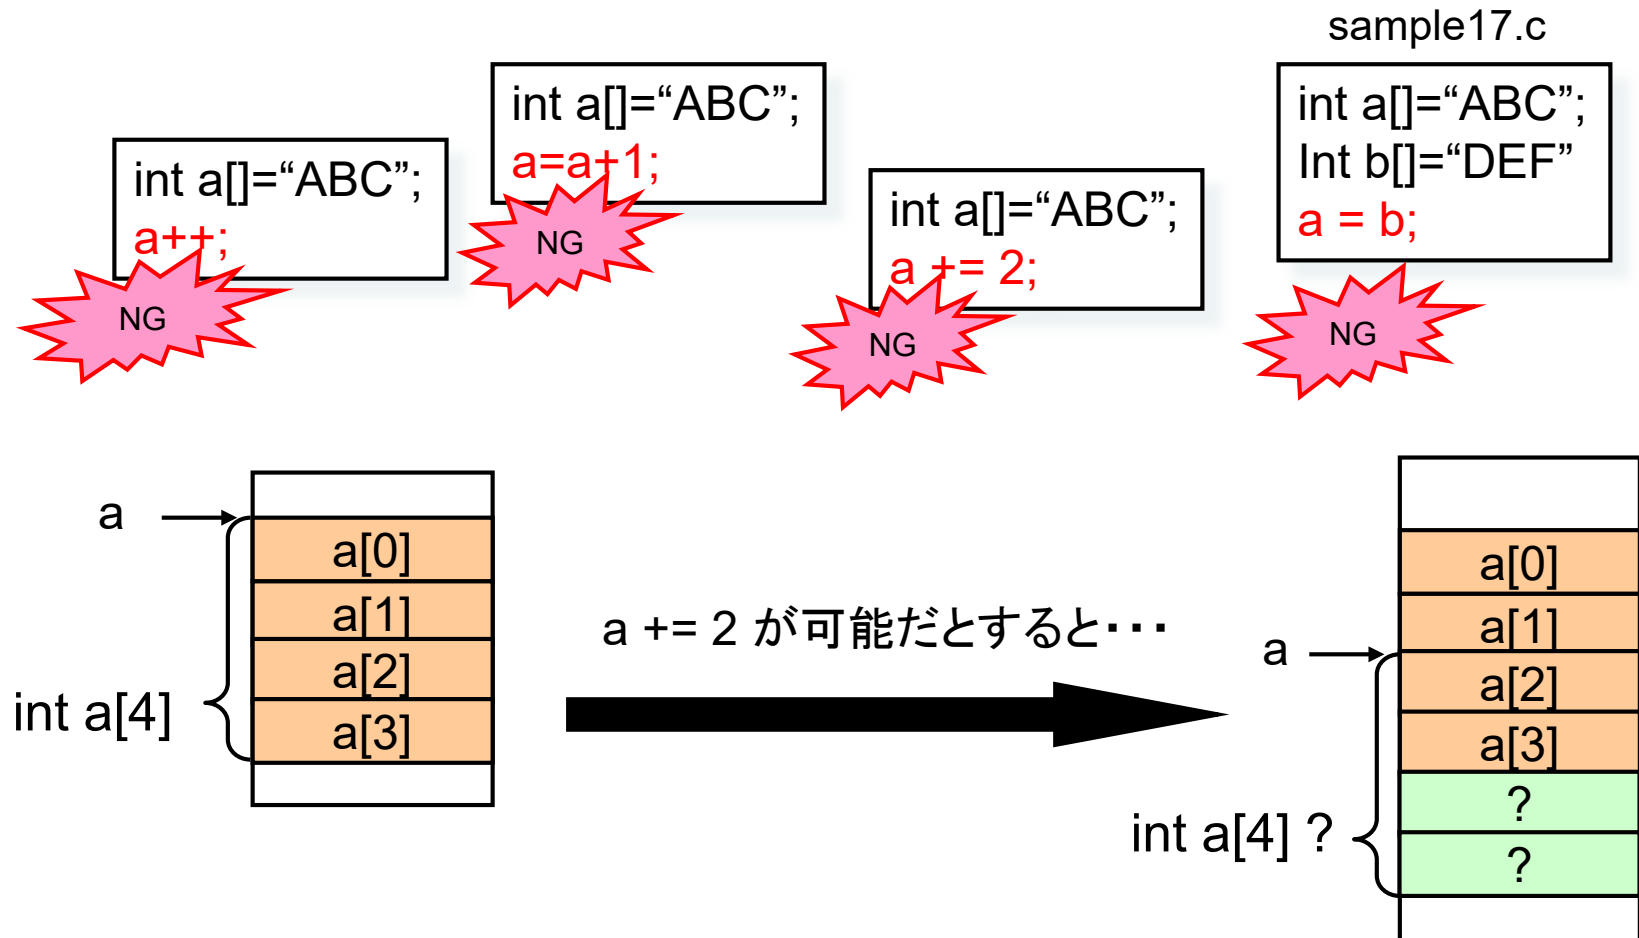 sample17.c
int a[]=“ABC”;
a++;
NG
int a[]=“ABC”;
a=a+1;
NG
int a[]=“ABC”;
a += 2;
NG
int a[]=“ABC”;
Int b[]=“DEF”
a = b;
NG
a
a[0]
a[1]
a[2]
a[3]
int a[4]
a += 2 が可能だとすると・・・
a
a[0]
a[1]
a[2]
a[3]
?
?
int a[4] ?